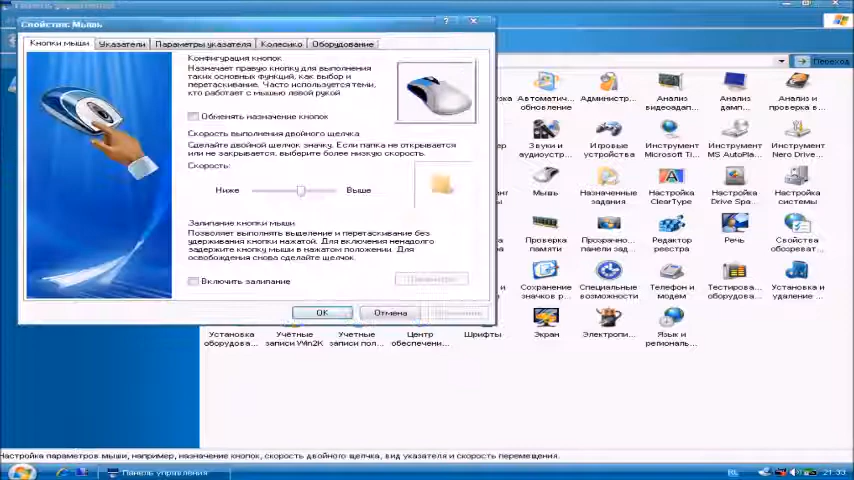 Панель управления
Свойства: Мышь
Кнопки мыши
Указатели
Параметры указателя
Колесико
Оборудование
Конфигурация кнопок
Назначает правую кнопку для выполнения
таких основных функций, как выбор и
перетаскивание. Часто используется теми,
кто работает с мышью левой рукой
Обменять назначение кнопок
Скорость выполнения двойного щелчка
Сделайте двойной щелчок значку. Если папка не открывается
или не закрывается, выберите более низкую скорость.
Скорость:
Ниже
Выше
Залипание кнопки мыши
Позволяет выполнять выделение и перетаскивание без
удерживания кнопки нажатой. Для включения ненадолго
задержите кнопку мыши в нажатом положении. Для
освобождения снова сделайте щелчок.
Включить залипание
Параметры
OK
Отмена
Переход
Автоматич...
обновление
Администр...
Анализ
видеоадап...
Анализ
дамп...
Анализ и
проверка в...
Звуки и
аудиоустр...
Игровые
устройства
Инструмент
Microsoft Ti...
Инструмент
MS AutoPla...
Инструмент
Nero Drive...
Мышь
Назначенные
задания
Настройка
ClearType
Настройка
Drive Spa...
Настройка
системы
Проверка
памяти
Прозрачно...
панели зад...
Редактор
реестра
Речь
Свойства
обозреват...
Сохранение
значков р...
Специальные
возможности
Телефон и
модем
Тестирова...
оборудова...
Установка и
удаление ...
Установка
оборудова...
Учетные
записи Win2K
Учетные
записи пол...
Центр
обеспечени...
Шрифты
Экран
Электропи...
Язык и
региональ...
Настройка параметров мыши, например, назначение кнопок, скорость двойного щелчка, вид указателя и скорость перемещения.
Панель управления
RL
21:33